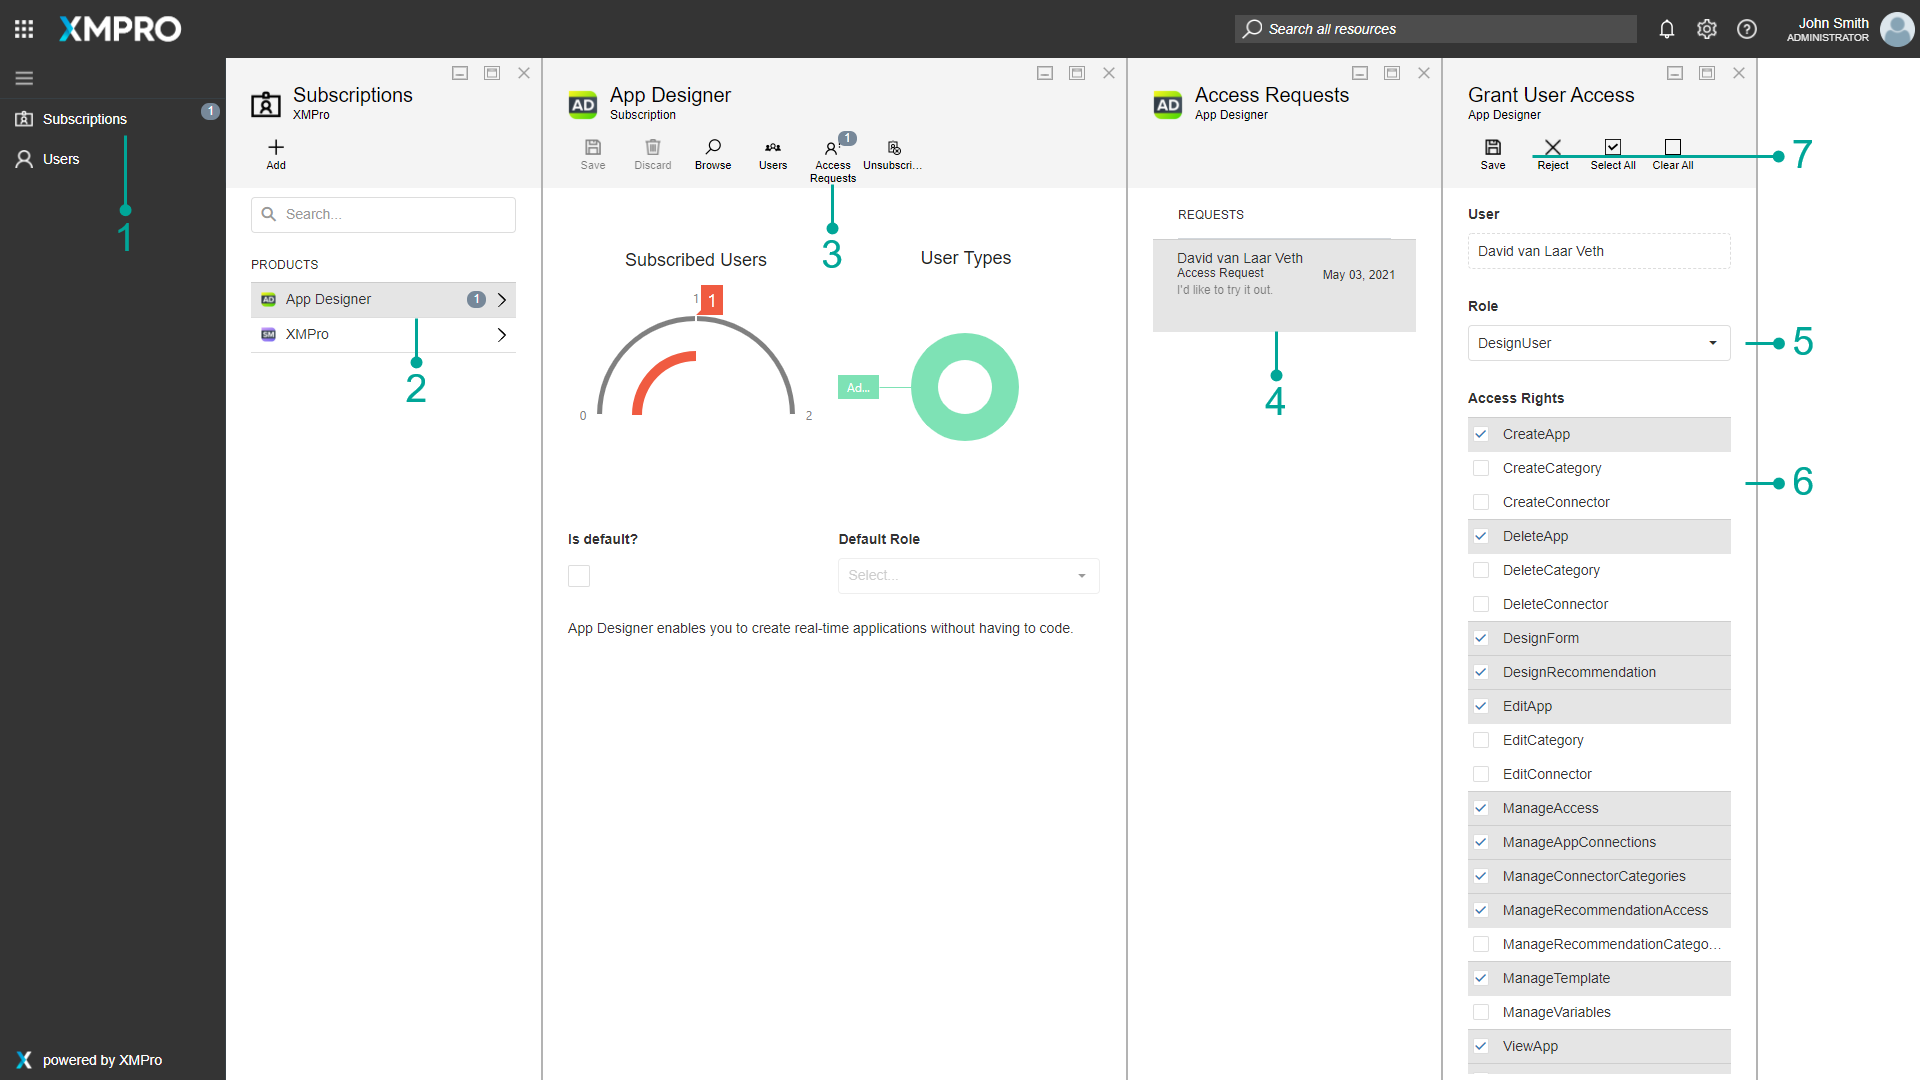 XMPRO
Search all resources
John Smith
ADMINISTRATOR
Subscriptions
1
Users
1
powered by XMPro
Subscriptions
XMPro
Add
Search...
PRODUCTS
AD App Designer 1
SM XMPro
2
AD App Designer
Subscription
Save Discard Browse Users Access Requests 1 Unsubscri...
3
Subscribed Users
1 1
0 2
User Types
Ad...
Is default?
Default Role
Select...
App Designer enables you to create real-time applications without having to code.
AD Access Requests
App Designer
REQUESTS
David van Laar Veth
Access Request
May 03, 2021
I'd like to try it out.
4
Grant User Access
App Designer
Save Reject Select All Clear All
7
User
David van Laar Veth
Role
DesignUser
5
Access Rights
CreateApp
CreateCategory
6
CreateConnector
DeleteApp
DeleteCategory
DeleteConnector
DesignForm
DesignRecommendation
EditApp
EditCategory
EditConnector
ManageAccess
ManageAppConnections
ManageConnectorCategories
ManageRecommendationAccess
ManageRecommendationCatego...
ManageTemplate
ManageVariables
ViewApp